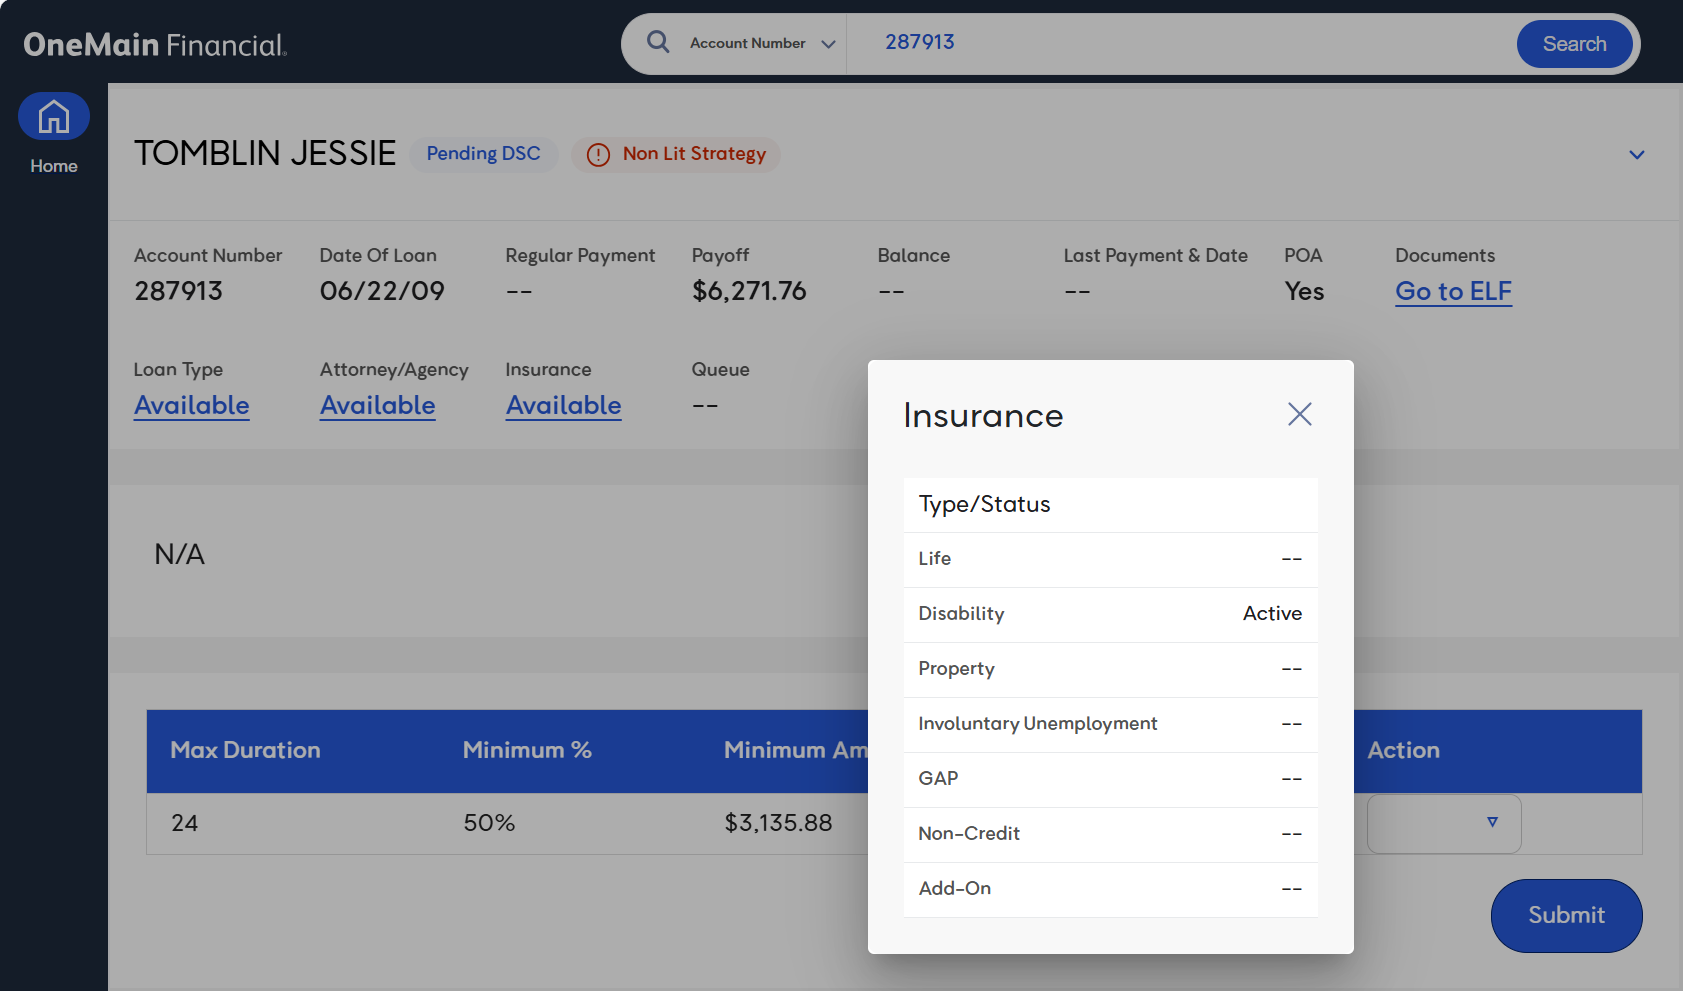 OneMain Financial.
Account Number
287913
Search
Home
TOMBLIN JESSIE
Pending DSC
Non Lit Strategy
Account Number
Date Of Loan
Regular Payment
Payoff
Balance
Last Payment & Date
POA
Documents
287913
06/22/09
--
$6,271.76
--
--
Yes
Go to ELF
Loan Type
Attorney/Agency
Insurance
Queue
Available
Available
Available
--
N/A
Max Duration
Minimum %
Minimum Am
Action
24
50%
$3,135.88
Submit
Insurance
Type/Status
Life --
Disability Active
Property --
Involuntary Unemployment --
GAP --
Non-Credit --
Add-On --